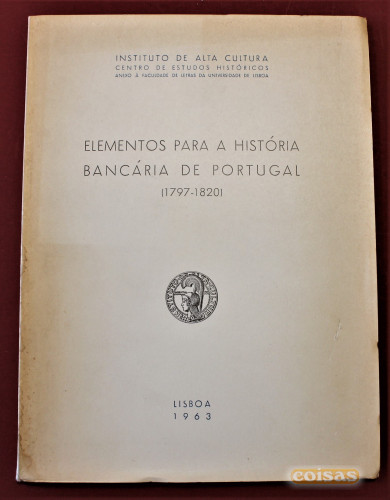 INSTITUTO DE ALTA CULTURA
CENTRO DE ESTUDOS HISTÓRICOS
ANEXO À FACULDADE DE LETRAS DA UNIVERSIDADE DE LISBOA
ELEMENTOS PARA A HISTÓRIA
BANCÁRIA DE PORTUGAL
(1797-1820)
LISBOA
1963
coisas